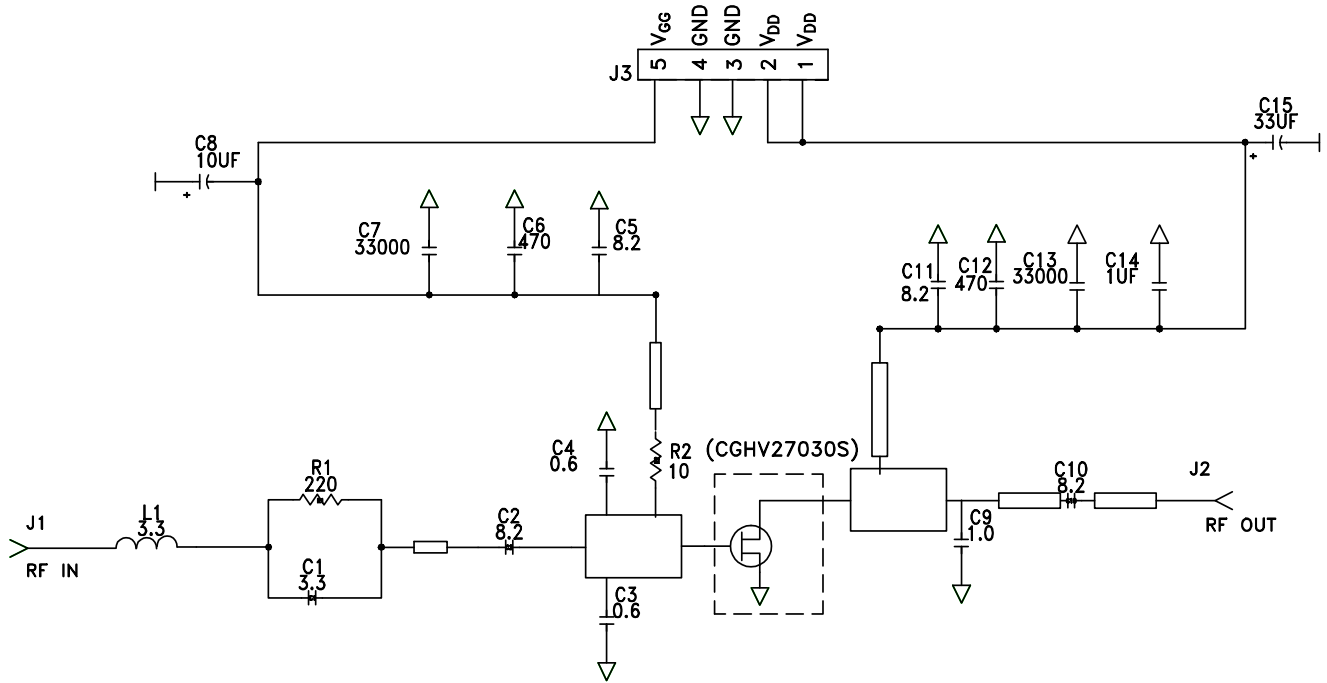 VGG
GND
GND
VDD
VDD
J3
5
4
3
2
1
C15
33UF
+
C8
10UF
+
C7
33000
C6
470
C5
8.2
C11
8.2
C12
470
C13
33000
C14
1UF
C4
0.6
R2
10
(CGHV27030S)
R1
220
C10
8.2
J2
RF OUT
J1
RF IN
L1
3.3
C2
8.2
C9
1.0
C1
3.3
C3
0.6